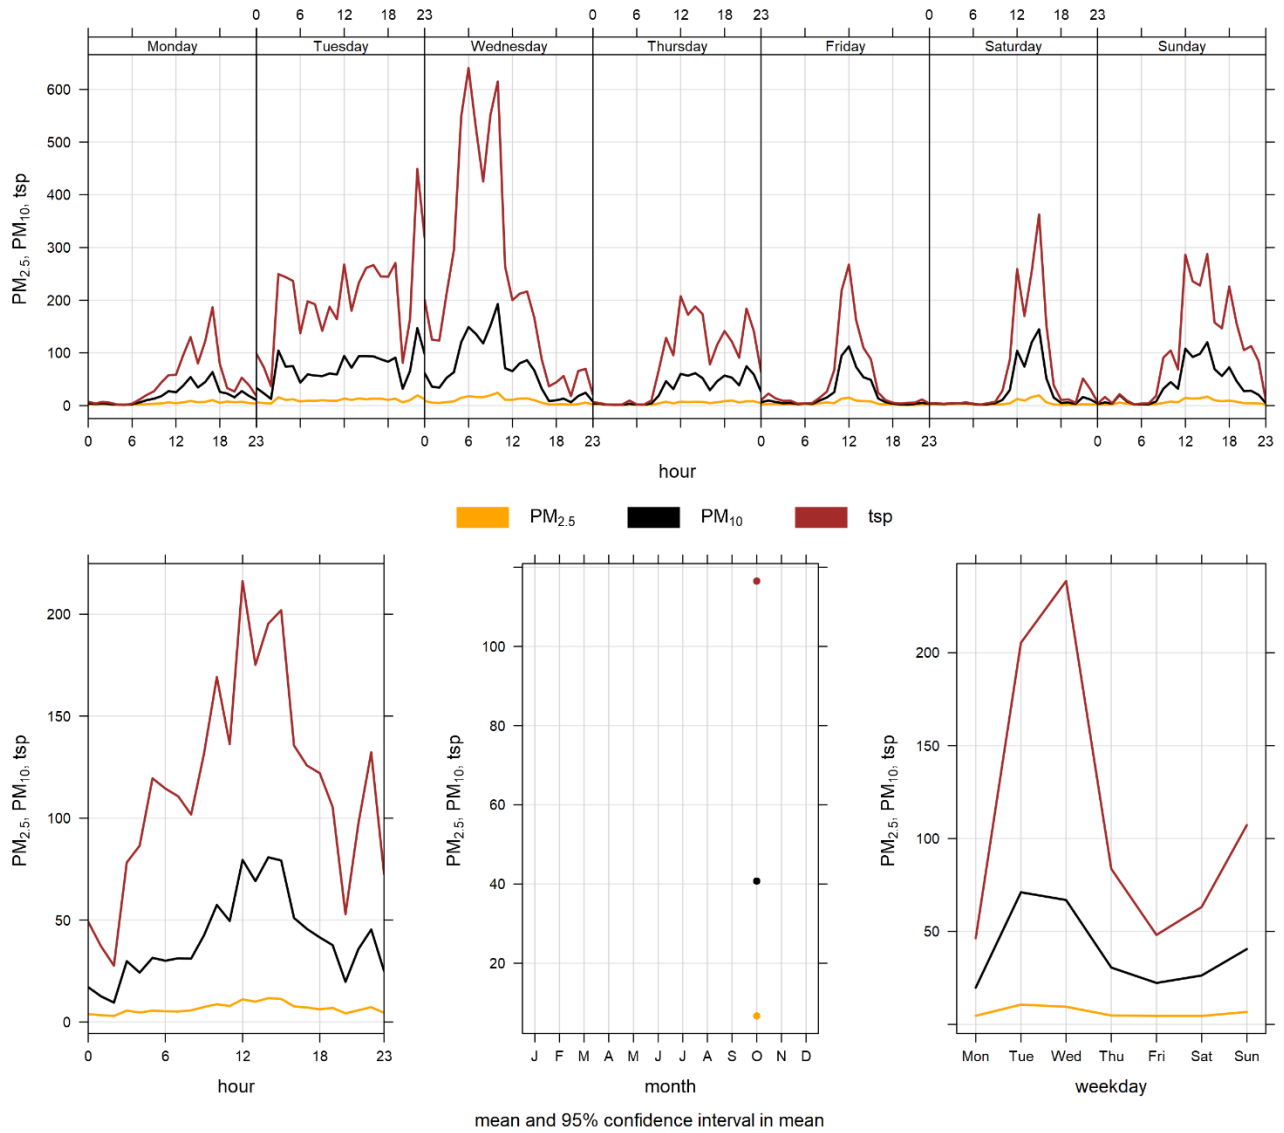 0 6 12 18 23 0 6 12 18 23 0 6 12 18 23
Monday Tuesday Wednesday Thursday Friday Saturday Sunday
PM2.5, PM10, tsp
600
500
400
300
200
100
0
0 6 12 18 23 0 6 12 18 23 0 6 12 18 23 0 6 12 18 23
hour
PM2.5 PM10 tsp
PM2.5, PM10, tsp
200
150
100
50
0
0 6 12 18 23
hour
PM2.5, PM10, tsp
100
80
60
40
20
J F M A M J J A S O N D
month
PM2.5, PM10, tsp
200
150
100
50
Mon Tue Wed Thu Fri Sat Sun
weekday
mean and 95% confidence interval in mean